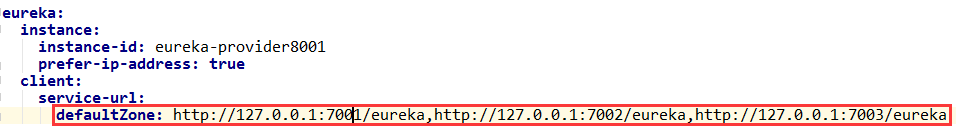 eureka:
  instance:
    instance-id: eureka-provider8001
    prefer-ip-address: true
  client:
    service-url:
      defaultZone: http://127.0.0.1:7001/eureka,http://127.0.0.1:7002/eureka,http://127.0.0.1:7003/eureka